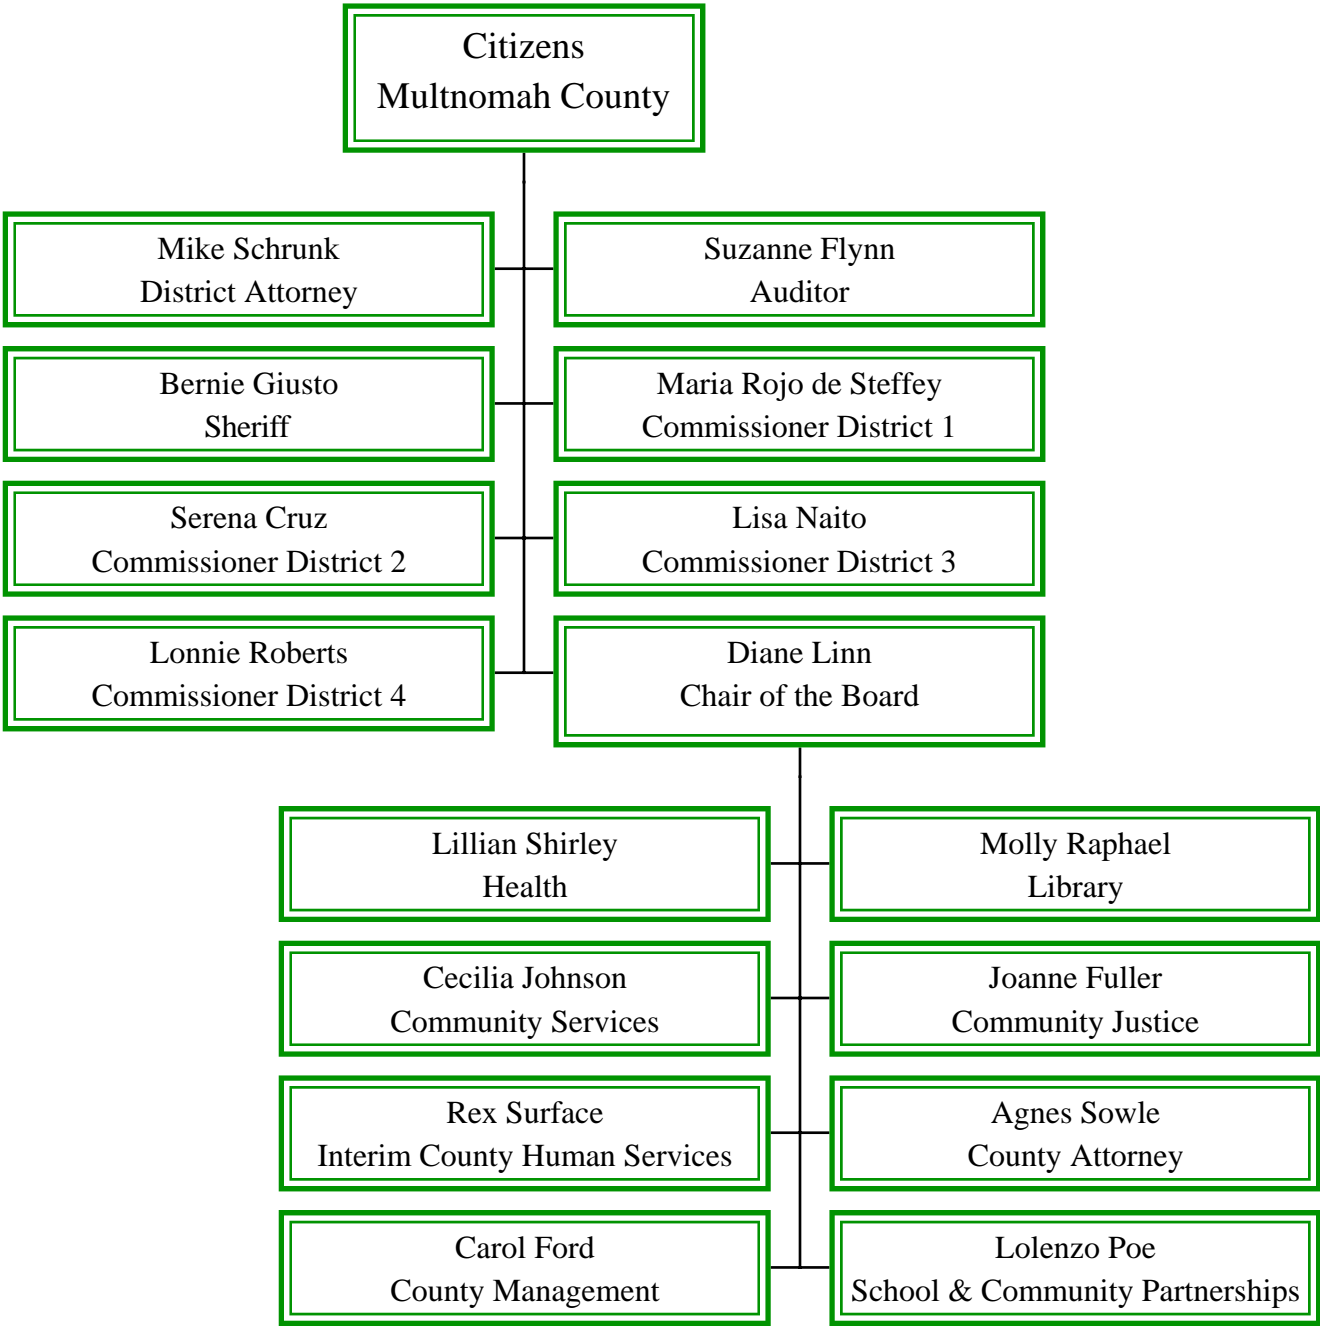 Citizens
Multnomah County
Mike Schrunk
District Attorney
Suzanne Flynn
Auditor
Bernie Giusto
Sheriff
Maria Rojo de Steffey
Commissioner District 1
Serena Cruz
Commissioner District 2
Lisa Naito
Commissioner District 3
Lonnie Roberts
Commissioner District 4
Diane Linn
Chair of the Board
Lillian Shirley
Health
Molly Raphael
Library
Cecilia Johnson
Community Services
Joanne Fuller
Community Justice
Rex Surface
Interim County Human Services
Agnes Sowle
County Attorney
Carol Ford
County Management
Lolenzo Poe
School & Community Partnerships